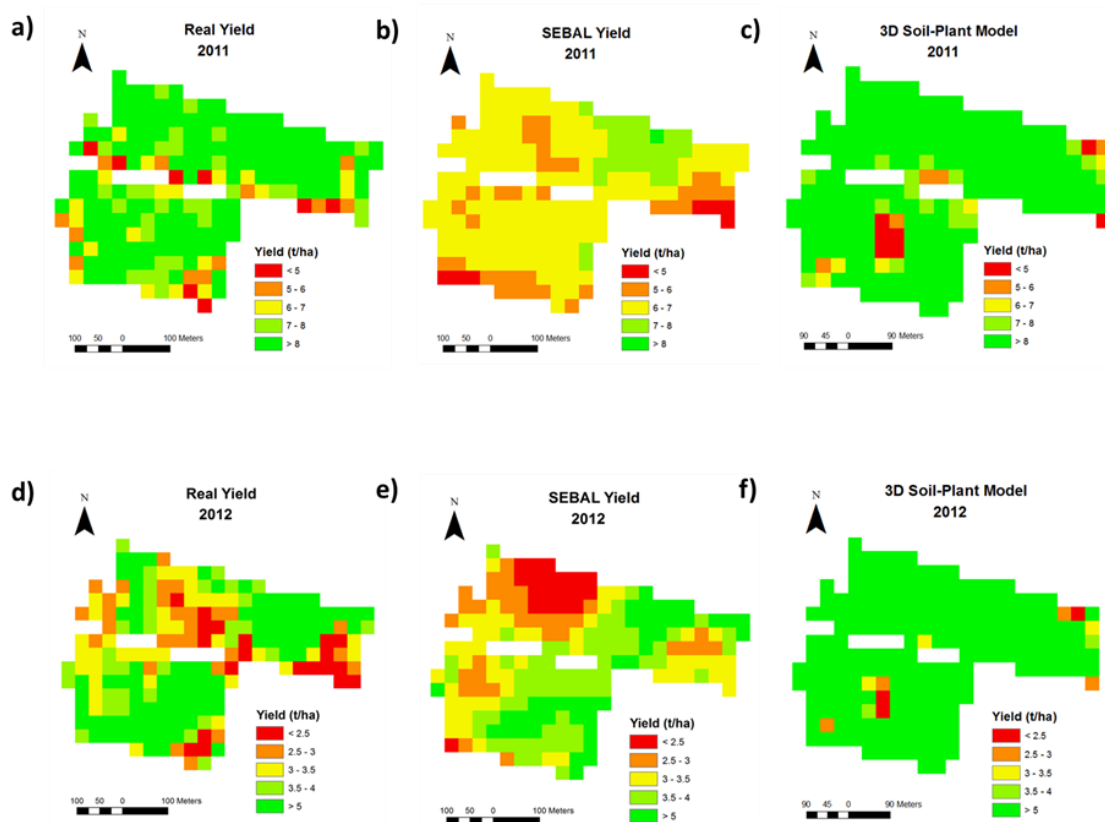 a)
N
Real Yield
2011
Yield (t/ha)
< 5
5 - 6
6 - 7
7 - 8
> 8
100 50 0 100 Meters
b)
N
SEBAL Yield
2011
Yield (t/ha)
< 5
5 - 6
6 - 7
7 - 8
> 8
100 50 0 100 Meters
c)
N
3D Soil-Plant Model
2011
Yield (t/ha)
< 5
5 - 6
6 - 7
7 - 8
> 8
90 45 0 90 Meters
d)
N
Real Yield
2012
Yield (t/ha)
< 2.5
2.5 - 3
3 - 3.5
3.5 - 4
> 5
100 50 0 100 Meters
e)
N
SEBAL Yield
2012
Yield (t/ha)
< 2.5
2.5 - 3
3 - 3.5
3.5 - 4
> 5
100 50 0 100 Meters
f)
N
3D Soil-Plant Model
2012
Yield (t/ha)
< 2.5
2.5 - 3
3 - 3.5
3.5 - 4
> 5
90 45 0 90 Meters